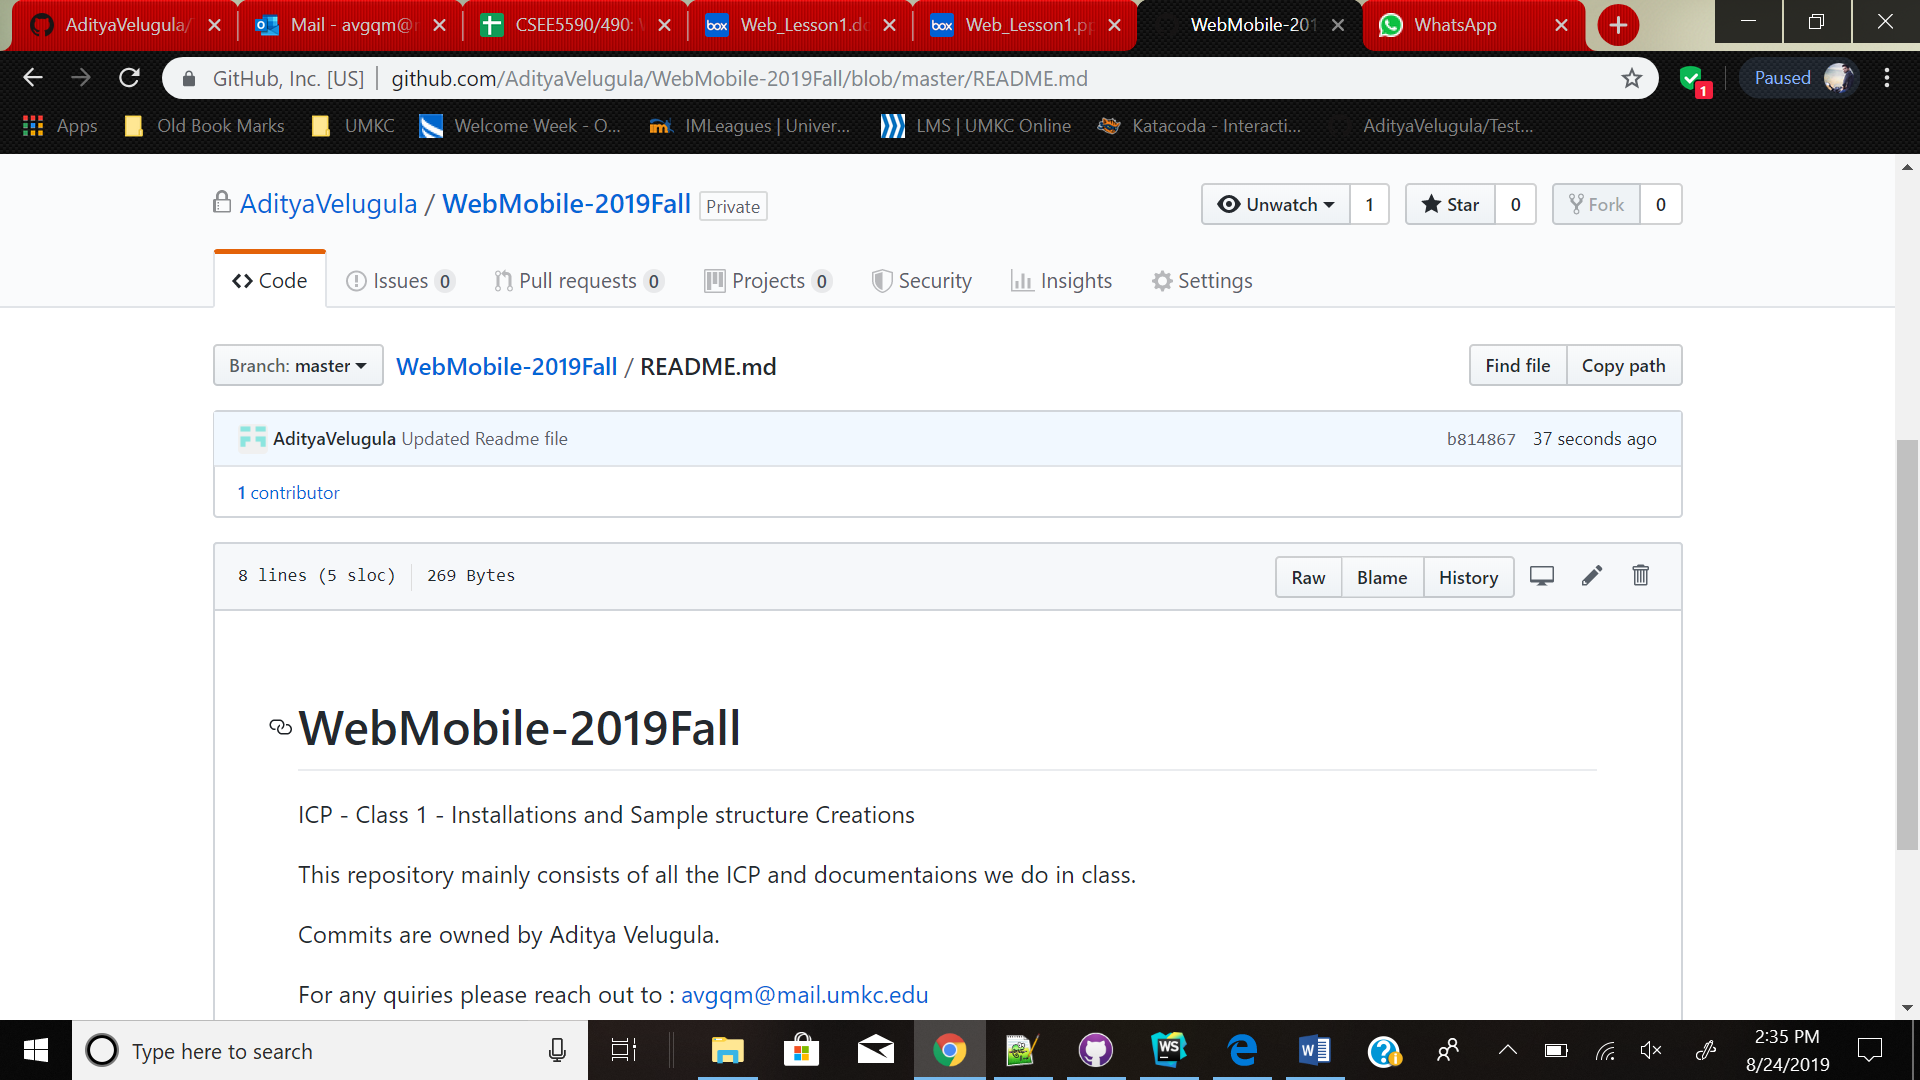 AdityaVelugula/
Mail - avgqm@
CSEE5590/490:
Web_Lesson1.
Web_Lesson1.
WebMobile-201
WhatsApp
GitHub, Inc. [US] | github.com/AdityaVelugula/WebMobile-2019Fall/blob/master/README.md
1
Paused
Apps
Old Book Marks
UMKC
Welcome Week - O...
IMLeagues | Univer...
LMS | UMKC Online
Katacoda - Interacti...
AdityaVelugula/Test...
AdityaVelugula / WebMobile-2019Fall Private
Unwatch 1
Star 0
Fork 0
Code
Issues 0
Pull requests 0
Projects 0
Security
Insights
Settings
Branch: master
WebMobile-2019Fall / README.md
Find file
Copy path
AdityaVelugula Updated Readme file
b814867 37 seconds ago
1 contributor
8 lines (5 sloc) 269 Bytes
Raw
Blame
History
WebMobile-2019Fall
ICP - Class 1 - Installations and Sample structure Creations
This repository mainly consists of all the ICP and documentaions we do in class.
Commits are owned by Aditya Velugula.
For any quiries please reach out to : avgqm@mail.umkc.edu
Type here to search
WS
2:35 PM
8/24/2019